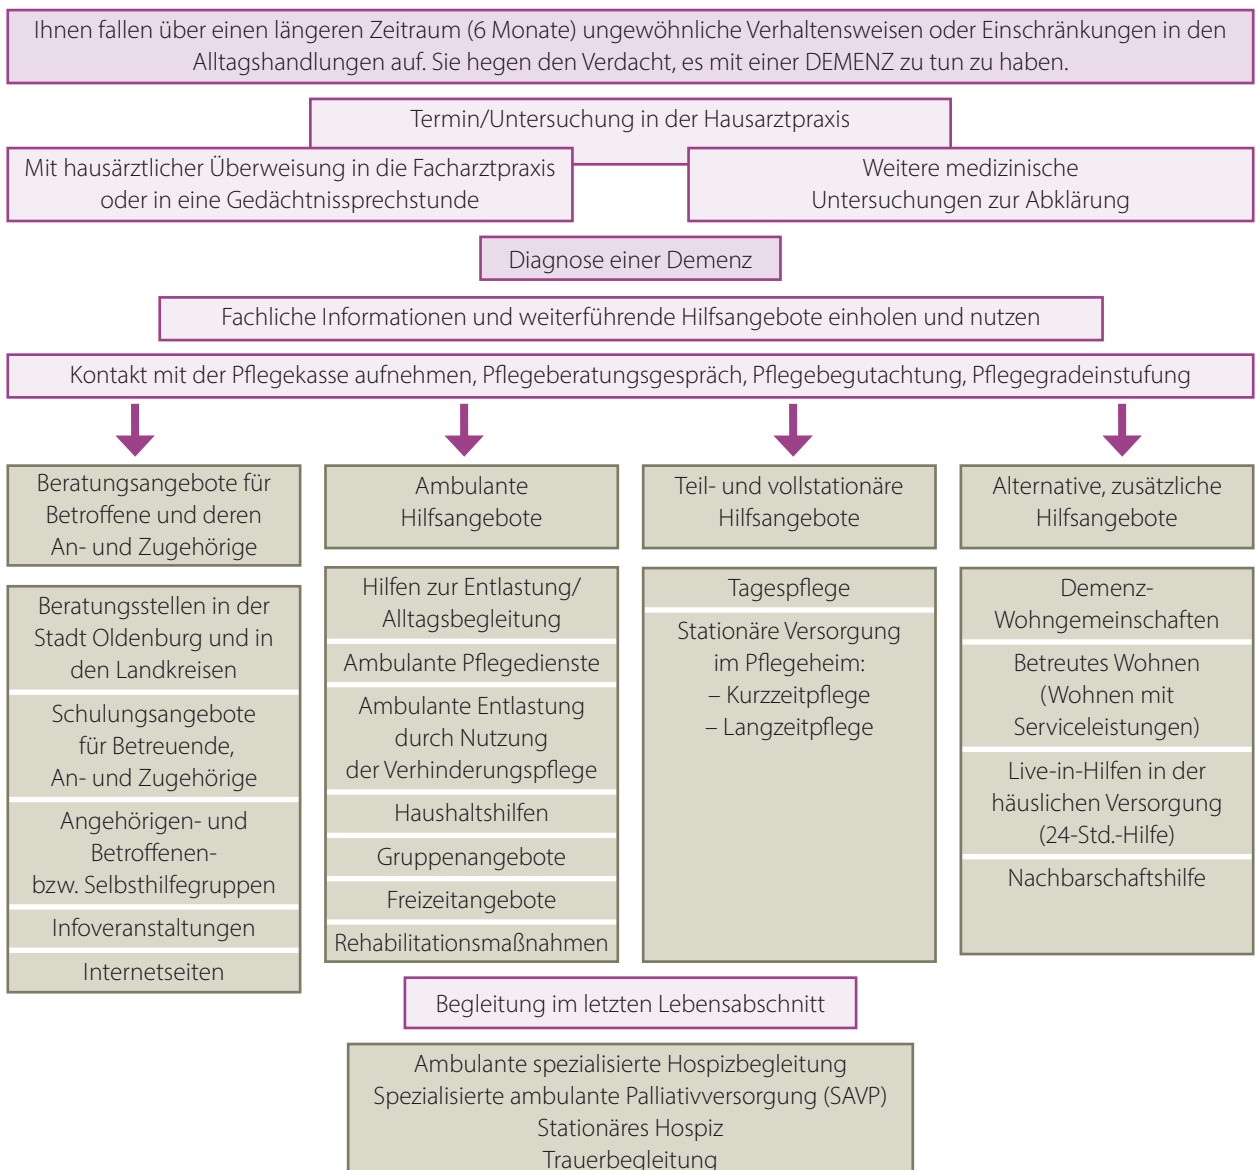 Ihnen fallen über einen längeren Zeitraum (6 Monate) ungewöhnliche Verhaltensweisen oder Einschränkungen in den
Alltagshandlungen auf. Sie hegen den Verdacht, es mit einer DEMENZ zu tun zu haben.
Termin/Untersuchung in der Hausarztpraxis
Mit hausärztlicher Überweisung in die Facharztpraxis
oder in eine Gedächtnissprechstunde
Weitere medizinische
Untersuchungen zur Abklärung
Diagnose einer Demenz
Fachliche Informationen und weiterführende Hilfsangebote einholen und nutzen
Kontakt mit der Pflegekasse aufnehmen, Pflegeberatungsgespräch, Pflegebegutachtung, Pflegegradeinstufung
Beratungsangebote für
Betroffene und deren
An- und Zugehörige
Beratungsstellen in der
Stadt Oldenburg und in
den Landkreisen
Schulungsangebote
für Betreuende,
An- und Zugehörige
Angehörigen- und
Betroffenen-
bzw. Selbsthilfegruppen
Infoveranstaltungen
Internetseiten
Ambulante
Hilfsangebote
Hilfen zur Entlastung/
Alltagsbegleitung
Ambulante Pflegedienste
Ambulante Entlastung
durch Nutzung
der Verhinderungspflege
Haushaltshilfen
Gruppenangebote
Freizeitangebote
Rehabilitationsmaßnahmen
Teil- und vollstationäre
Hilfsangebote
Tagespflege
Stationäre Versorgung
im Pflegeheim:
– Kurzzeitpflege
– Langzeitpflege
Alternative, zusätzliche
Hilfsangebote
Demenz-
Wohngemeinschaften
Betreutes Wohnen
(Wohnen mit
Serviceleistungen)
Live-in-Hilfen in der
häuslichen Versorgung
(24-Std.-Hilfe)
Nachbarschaftshilfe
Begleitung im letzten Lebensabschnitt
Ambulante spezialisierte Hospizbegleitung
Spezialisierte ambulante Palliativversorgung (SAVP)
Stationäres Hospiz
Trauerbegleitung